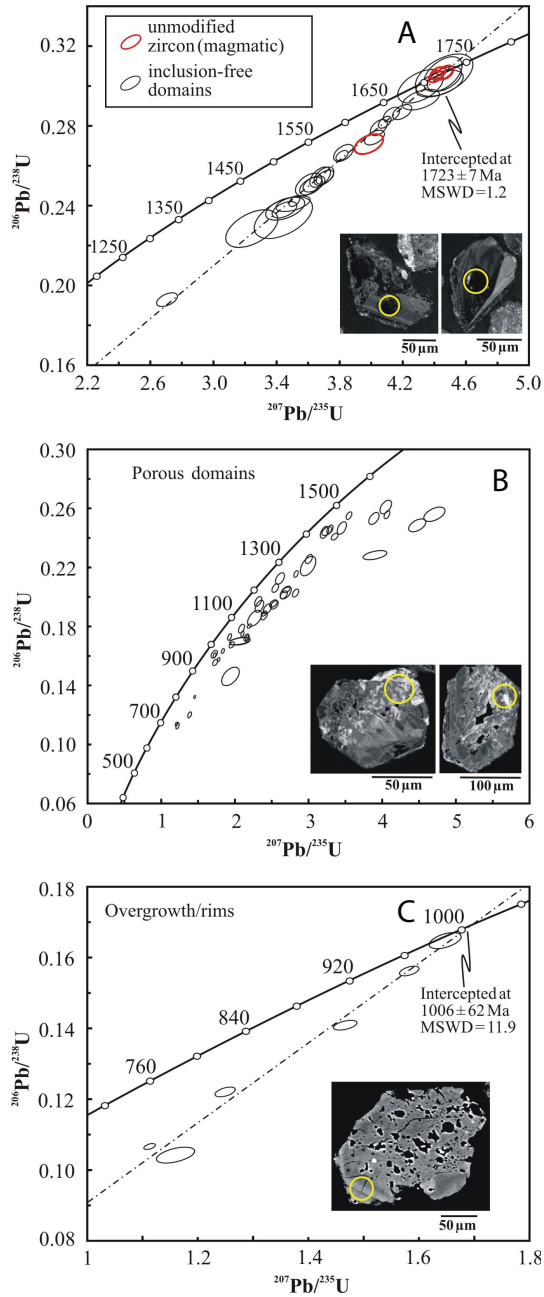 A
unmodified
zircon (magmatic)
inclusion-free
domains
0.32
0.28
0.24
0.20
0.16
1250
1350
1450
1550
1650
1750
Intercepted at
1723 ± 7 Ma
MSWD = 1.2
50 µm
50 µm
2.2
2.6
3.0
3.4
3.8
4.2
4.6
5.0
206Pb/238U
207Pb/235U
B
Porous domains
0.30
0.26
0.22
0.18
0.14
0.10
0.06
500
700
900
1100
1300
1500
50 µm
100 µm
0
1
2
3
4
5
6
206Pb/238U
207Pb/235U
C
Overgrowth/rims
0.18
0.16
0.14
0.12
0.10
0.08
760
840
920
1000
Intercepted at
1006 ± 62 Ma
MSWD = 11.9
50 µm
1
1.2
1.4
1.6
1.8
206Pb/238U
207Pb/235U